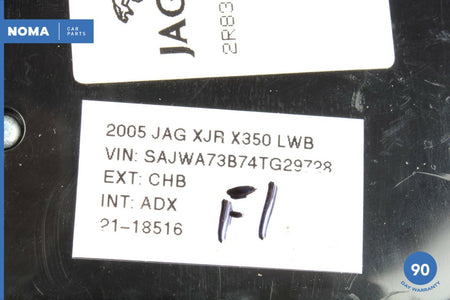 NOMA CAR PARTS
JAG
2R83
2005 JAG XJR X350 LWB
VIN: SAJWA73B74TG29728
EXT: CHB
INT: ADX
21-18516
F1
90
DAY WARRANTY